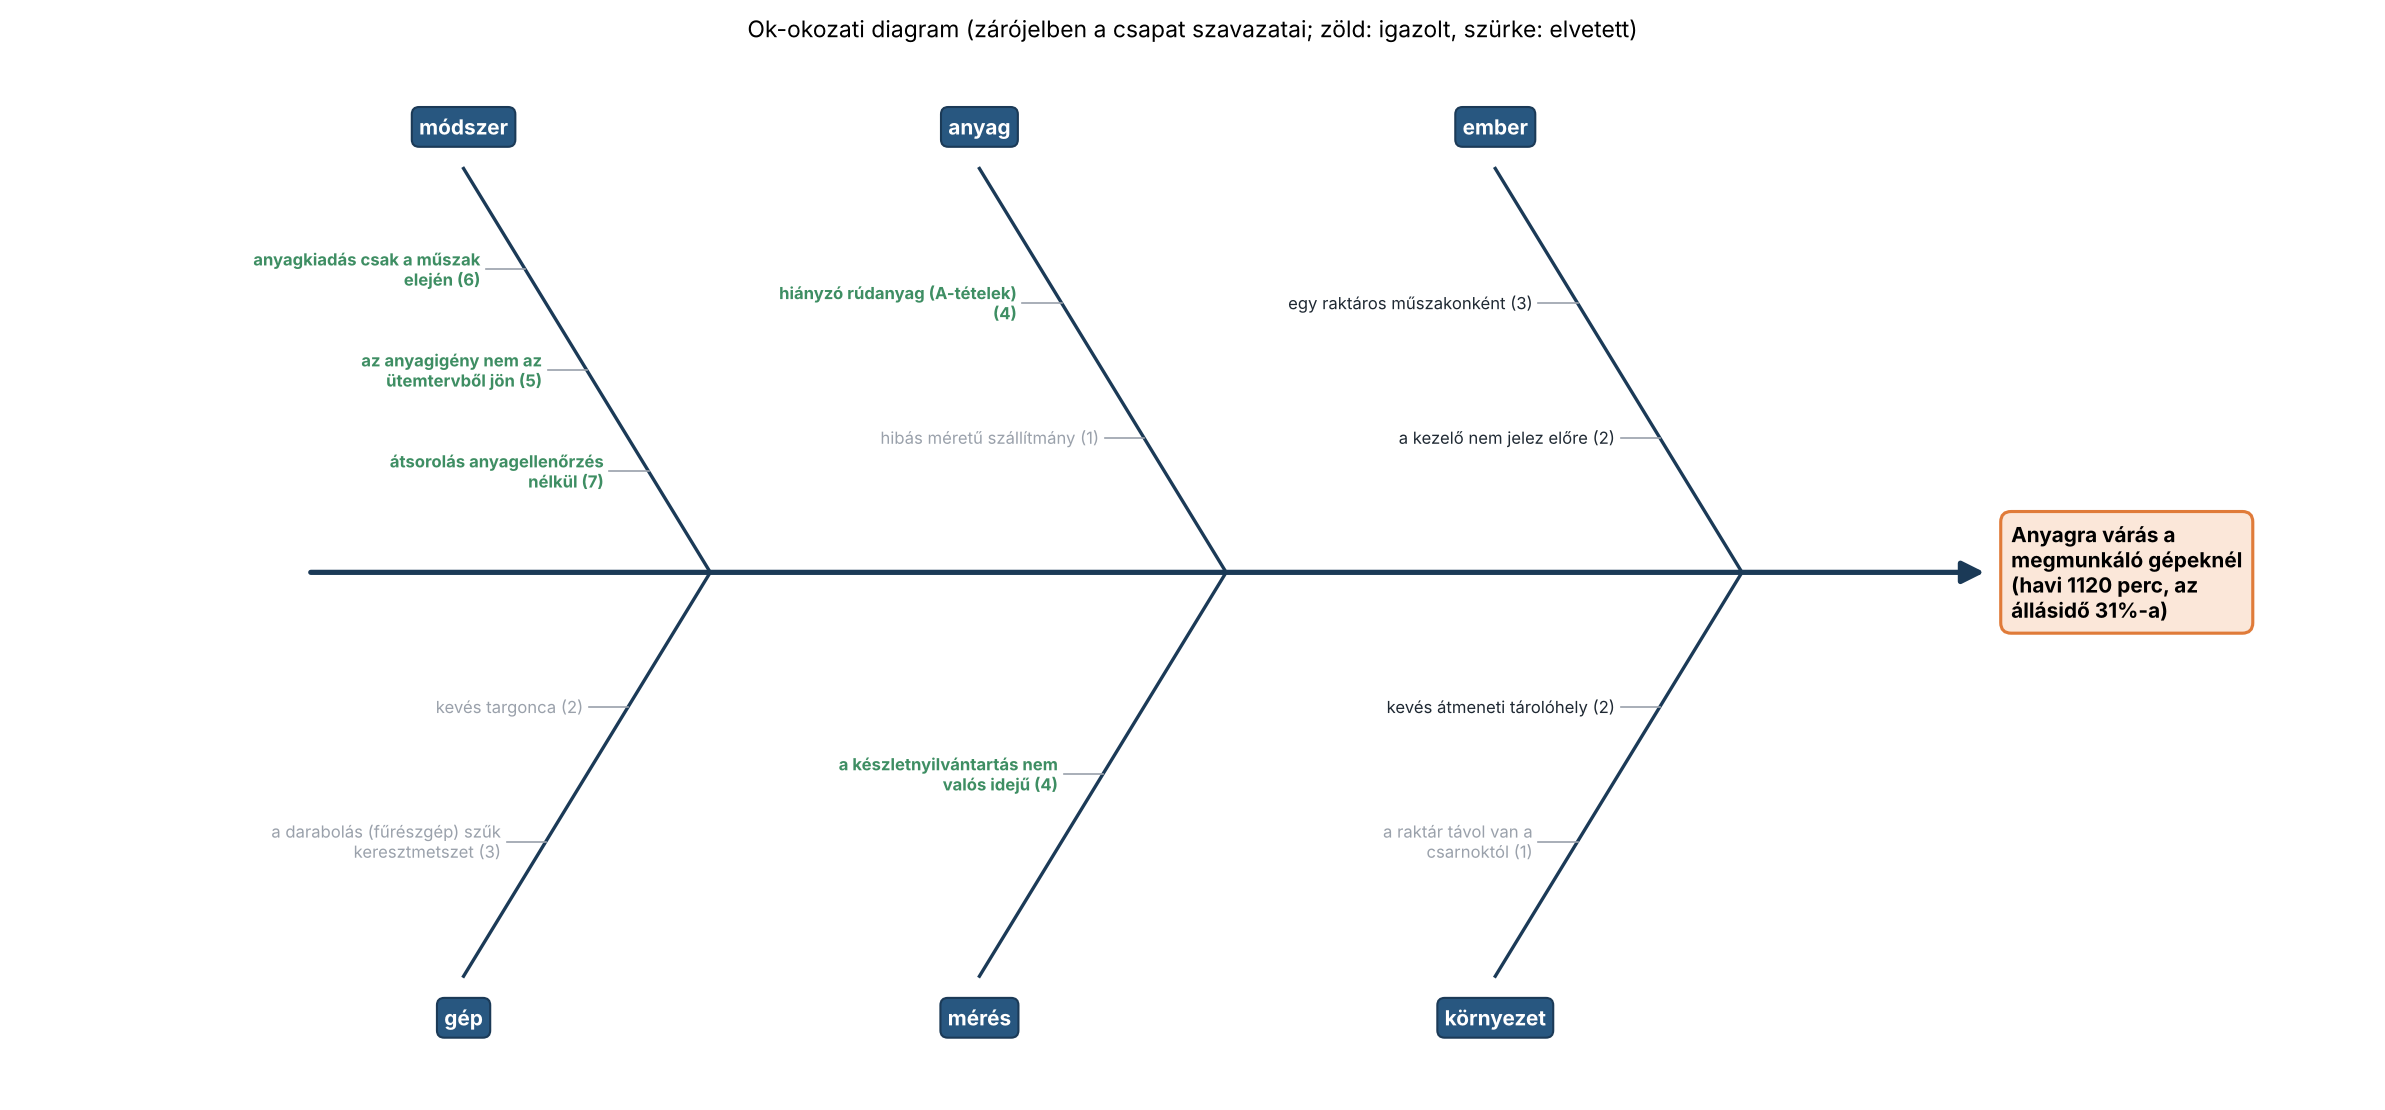 Ok-okozati diagram (zárójelben a csapat szavazatai; zöld: igazolt, szürke: elvetett)
módszer
anyagkiadás csak a műszak
elején (6)
az anyagigény nem az
ütemtervből jön (5)
átsorolás anyagellenőrzés
nélkül (7)
anyag
hiányzó rúdanyag (A-tételek)
(4)
hibás méretű szállítmány (1)
ember
egy raktáros műszakonként (3)
a kezelő nem jelez előre (2)
Anyagra várás a
megmunkáló gépeknél
(havi 1120 perc, az
állásidő 31%-a)
kevés targonca (2)
a darabolás (fűrészgép) szűk
keresztmetszet (3)
gép
a készletnyilvántartás nem
valós idejű (4)
mérés
kevés átmeneti tárolóhely (2)
a raktár távol van a
csarnoktól (1)
környezet